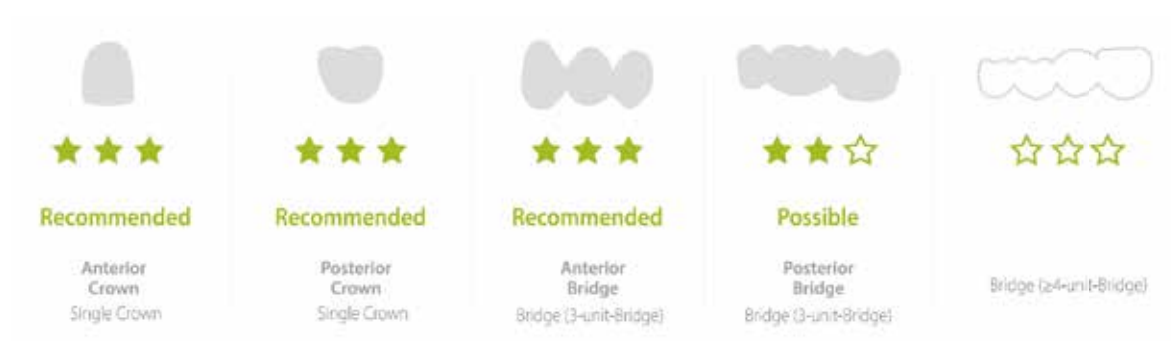 Recommended
Anterior
Crown
Single Crown
Recommended
Posterior
Crown
Single Crown
Recommended
Anterior
Bridge
Bridge (3-unit-Bridge)
Possible
Posterior
Bridge
Bridge (3-unit-Bridge)
Bridge (≥4-unit-Bridge)